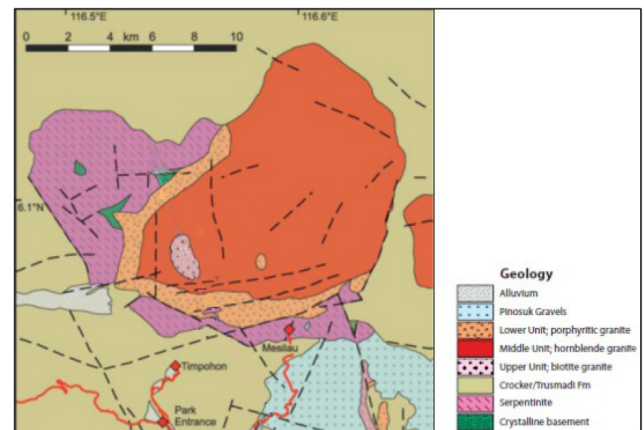 116.5°E
116.6°E
km
0 2 4 6 8 10
6.1°N
Mesilau
Timpohon
Park
Entrance
Geology
Alluvium
Pinosuk Gravels
Lower Unit; porphyritic granite
Middle Unit; hornblende granite
Upper Unit; biotite granite
Crocker/Trusmadi Fm
Serpentinite
Crystalline basement